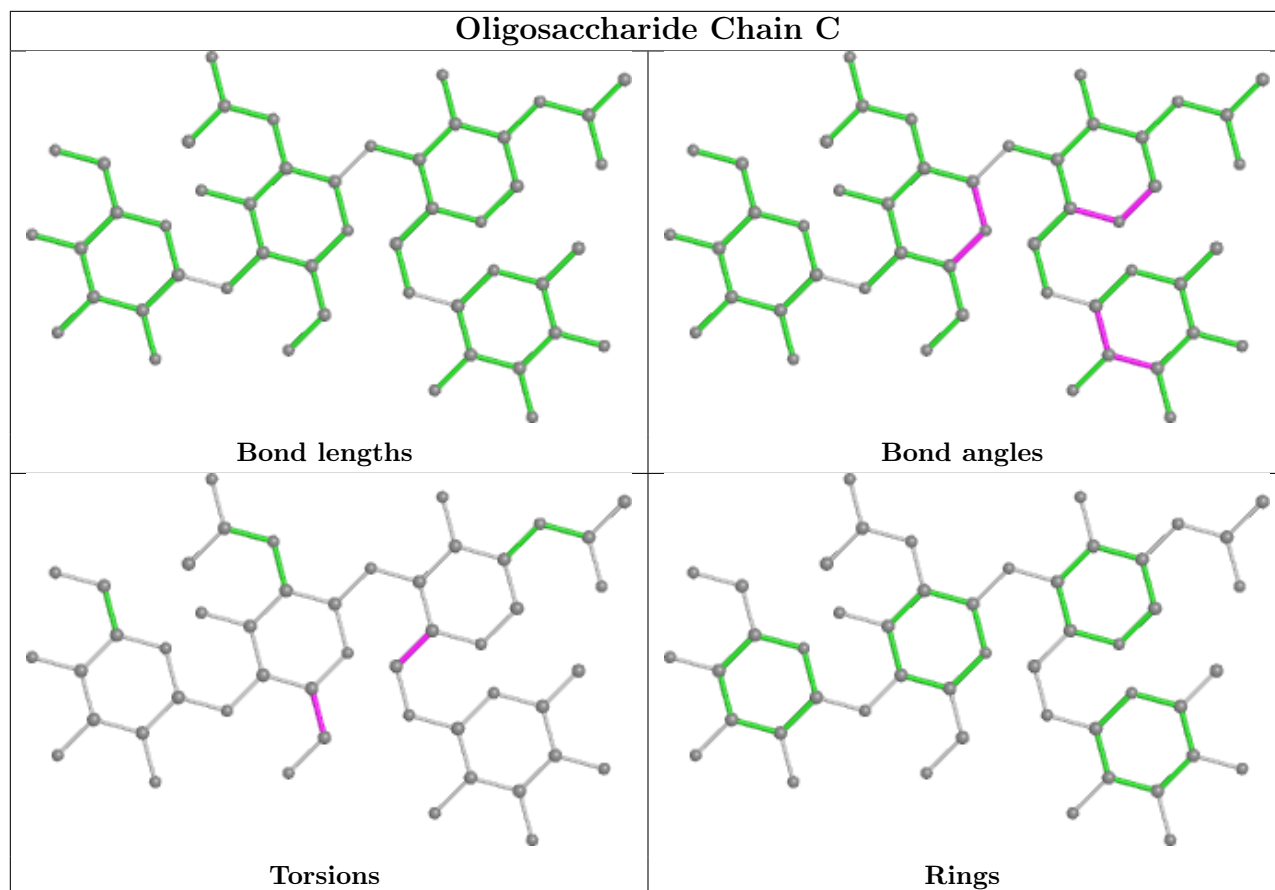 Oligosaccharide Chain C
Bond lengths
Bond angles
Torsions
Rings